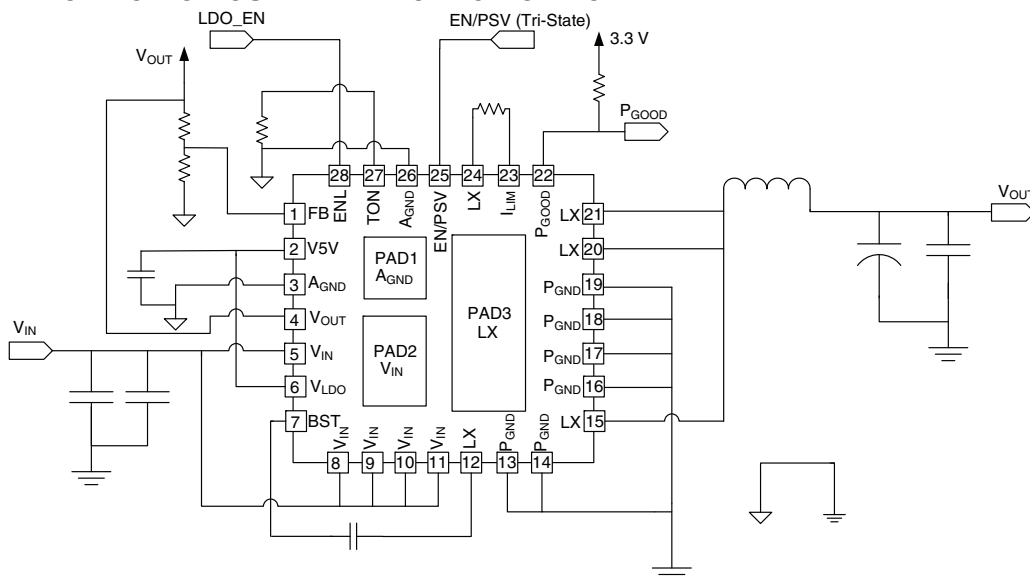 LDO_EN
EN/PSV (Tri-State)
3.3 V
VOUT
PGOOD
28
27
26
25
24
23
22
ENL
TON
AGND
EN/PSV
LX
ILIM
PGOOD
1 FB
2 V5V
3 AGND
4 VOUT
5 VIN
6 VLDO
7 BST
VIN
PAD1
AGND
PAD2
VIN
PAD3
LX
LX 21
LX 20
PGND 19
PGND 18
PGND 17
PGND 16
LX 15
VOUT
VIN
VIN
VIN
VIN
LX
PGND
PGND
8
9
10
11
12
13
14